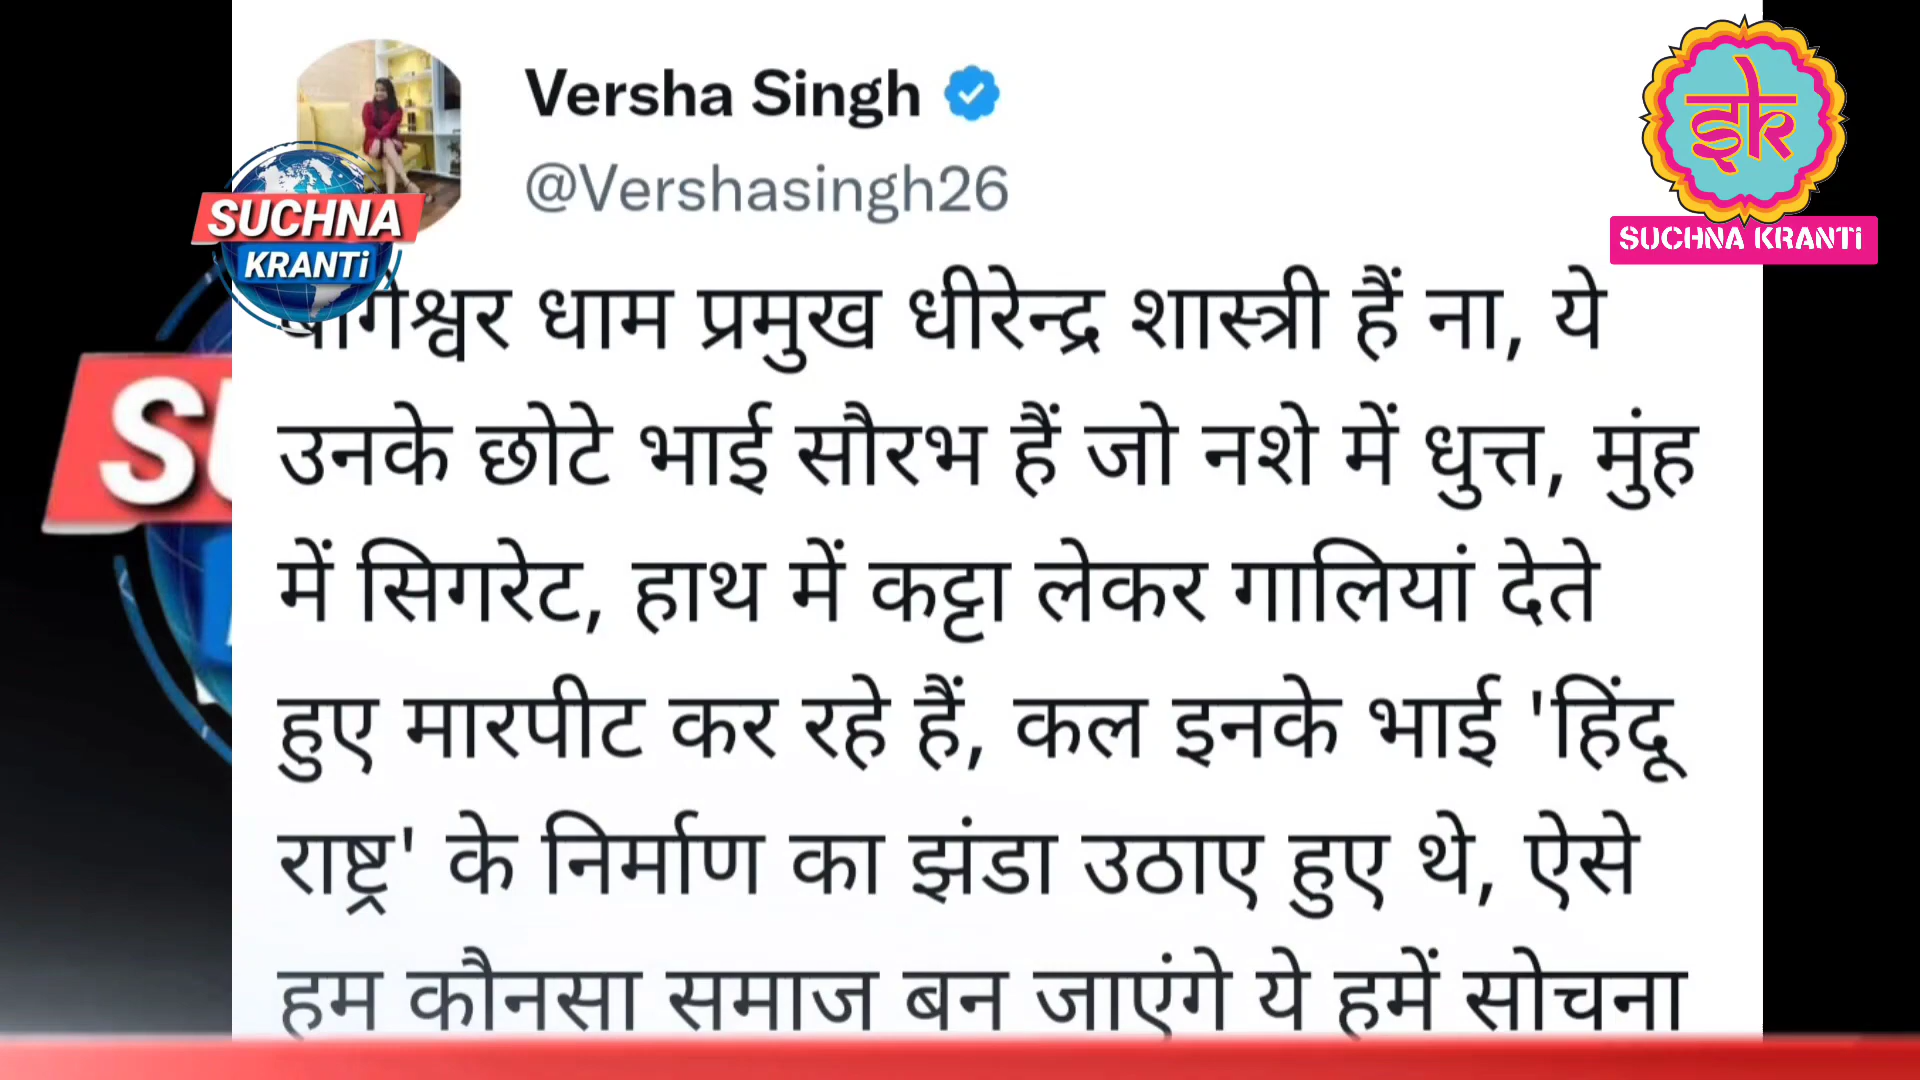 Versha Singh
@Vershasingh26
SUCHNA
KRANTi
SUCHNA KRANTi
बागेश्वर धाम प्रमुख धीरेन्द्र शास्त्री हैं ना, ये
उनके छोटे भाई सौरभ हैं जो नशे में धुत्त, मुंह
में सिगरेट, हाथ में कट्टा लेकर गालियां देते
हुए मारपीट कर रहे हैं, कल इनके भाई 'हिंदू
राष्ट्र' के निर्माण का झंडा उठाए हुए थे, ऐसे
हम कौनसा समाज बन जाएंगे ये हमें सोचना